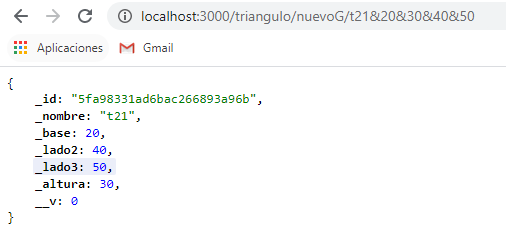 localhost:3000/triangulo/nuevoG/t21&20&30&40&50
Aplicaciones Gmail
{
_id: "5fa98331ad6bac266893a96b",
_nombre: "t21",
_base: 20,
_lado2: 40,
_lado3: 50,
_altura: 30,
__v: 0
}